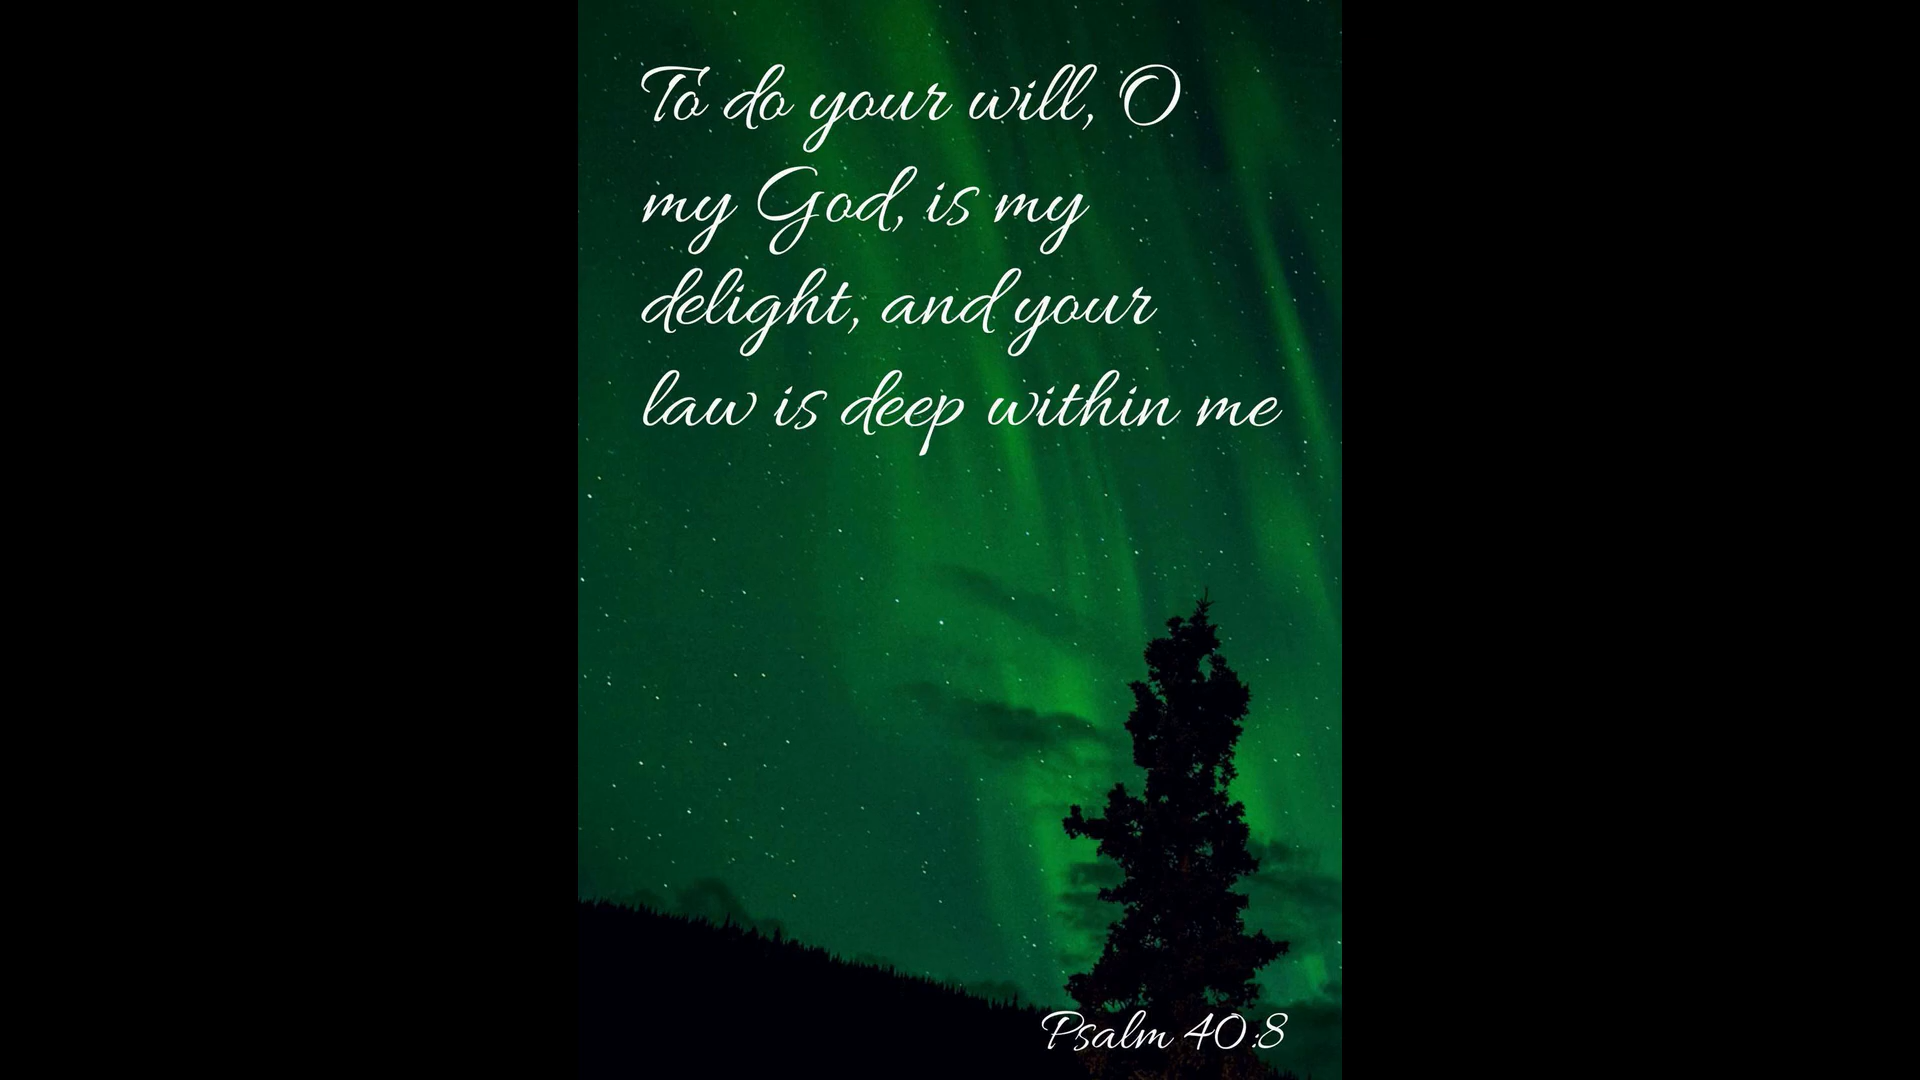 To do your will, O
my God, is my
delight, and your
law is deep within me
Psalm 40:8